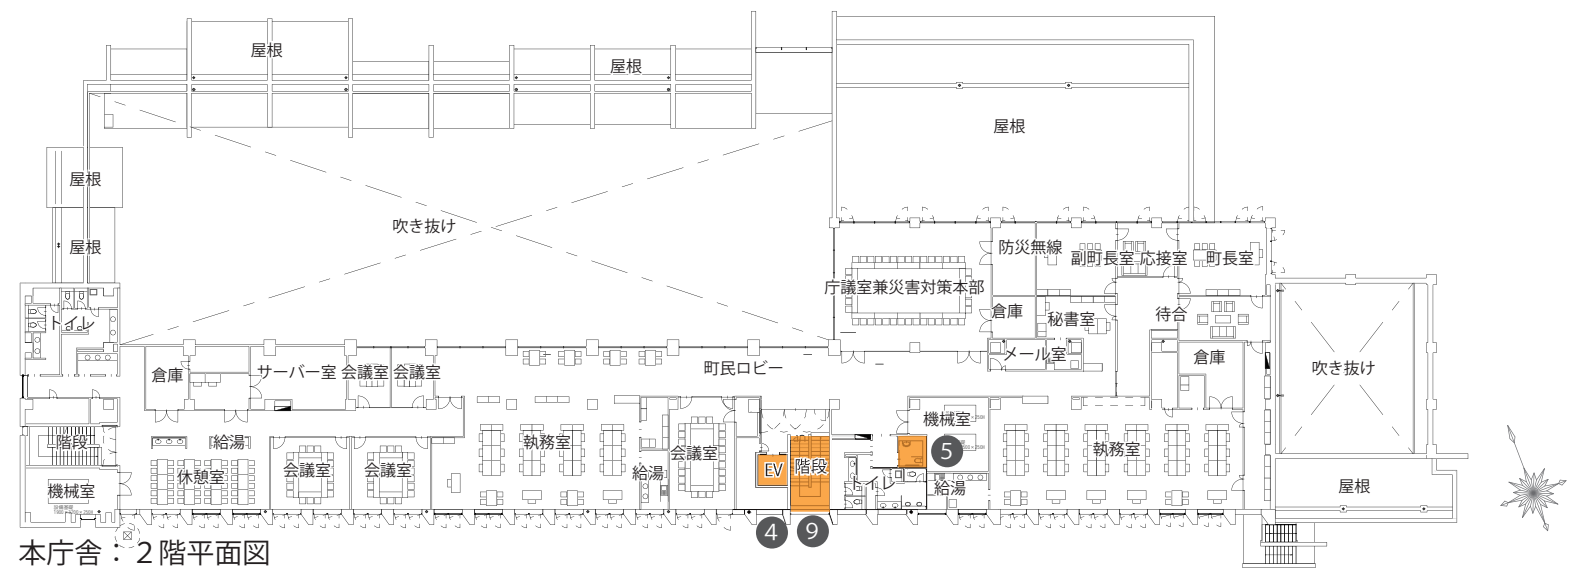 屋根
屋根
屋根
屋根
屋根
吹き抜け
防災無線
副町長室
応接室
町長室
庁議室兼災害対策本部
倉庫
秘書室
待合
メール室
倉庫
トイレ
倉庫
サーバー室
会議室
会議室
町民ロビー
吹き抜け
階段
給湯
執務室
機械室
執務室
休憩室
会議室
会議室
給湯
会議室
EV
階段
トイレ
5
給湯
機械室
屋根
4
9
本庁舎：２階平面図